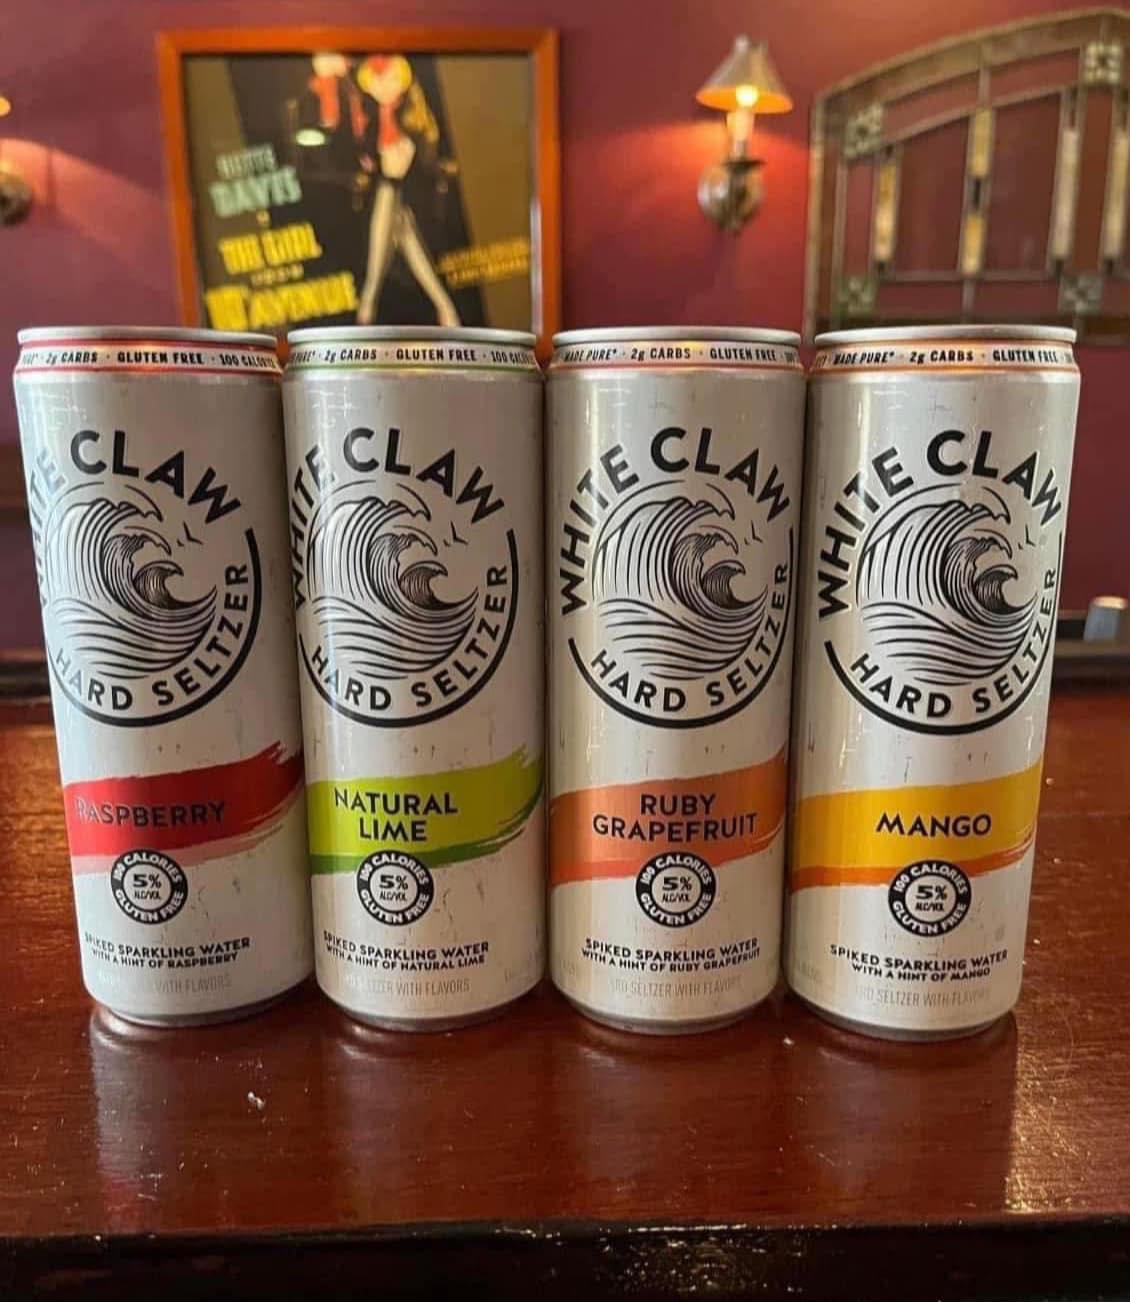 BETTE
DAVIS
THE GIRL
FROM
10TH AVENUE
2g CARBS · GLUTEN FREE · 100 CALORIES
WHITE CLAW
HARD SELTZER
RASPBERRY
100 CALORIES
5%
ALC/VOL
GLUTEN FREE
SPIKED SPARKLING WATER
WITH A HINT OF RASPBERRY
WITH FLAVORS
2g CARBS · GLUTEN FREE · 100
WHITE CLAW
HARD SELTZER
NATURAL
LIME
100 CALORIES
5%
ALC/VOL
GLUTEN FREE
SPIKED SPARKLING WATER
WITH A HINT OF NATURAL LIME
SELTZER WITH FLAVORS
MADE PURE® · 2g CARBS · GLUTEN FREE
WHITE CLAW
HARD SELTZER
RUBY
GRAPEFRUIT
100 CALORIES
5%
ALC/VOL
GLUTEN FREE
SPIKED SPARKLING WATER
WITH A HINT OF RUBY GRAPEFRUIT
SELTZER WITH FLAVORS
MADE PURE® · 2g CARBS · GLUTEN FREE
WHITE CLAW
HARD SELTZER
MANGO
100 CALORIES
5%
ALC/VOL
GLUTEN FREE
SPIKED SPARKLING WATER
WITH A HINT OF MANGO
SELTZER WITH FLAVORS